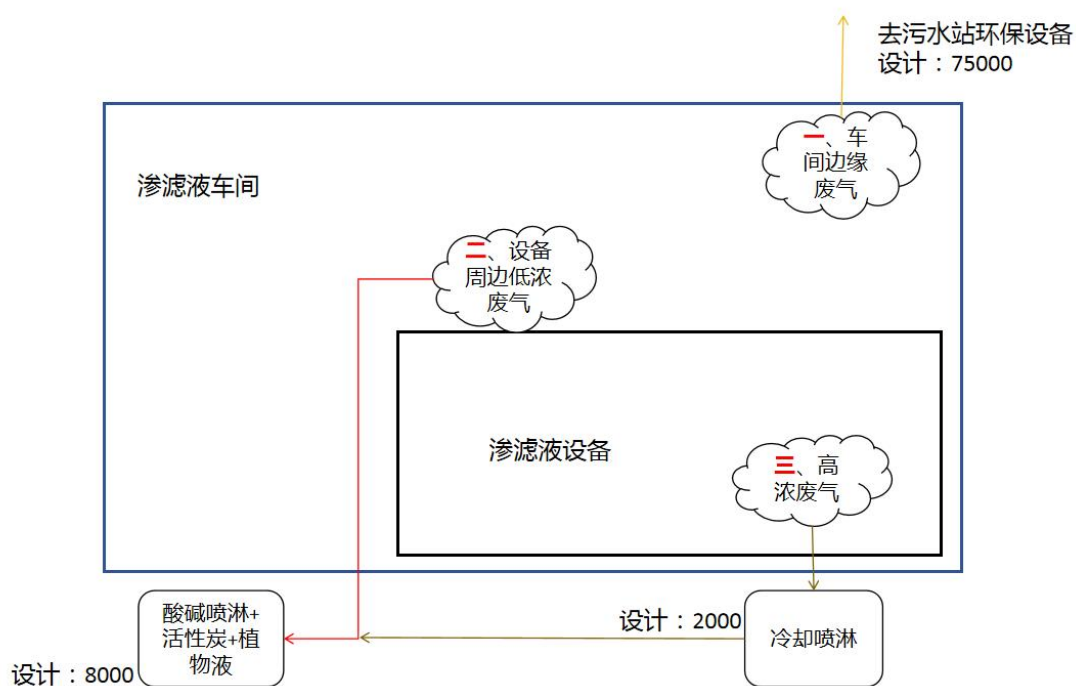 去污水站环保设备
设计：75000
一、车
间边缘
废气
渗滤液车间
二、设备
周边低浓
废气
渗滤液设备
三、高
浓废气
酸碱喷淋+
活性炭+植
物液
设计：2000
冷却喷淋
设计：8000